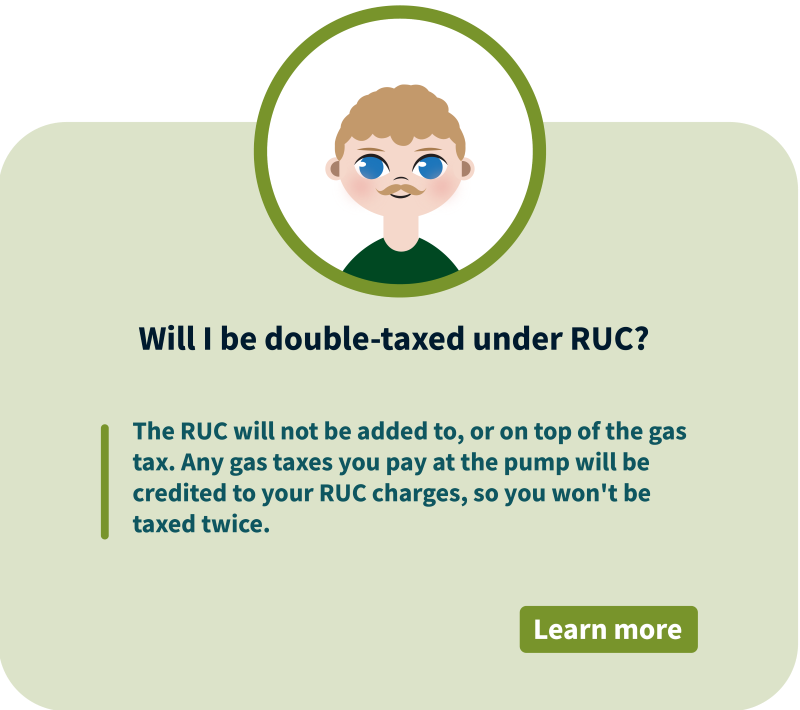 Will I be double-taxed under RUC?
The RUC will not be added to, or on top of the gas
tax. Any gas taxes you pay at the pump will be
credited to your RUC charges, so you won't be
taxed twice.
Learn more